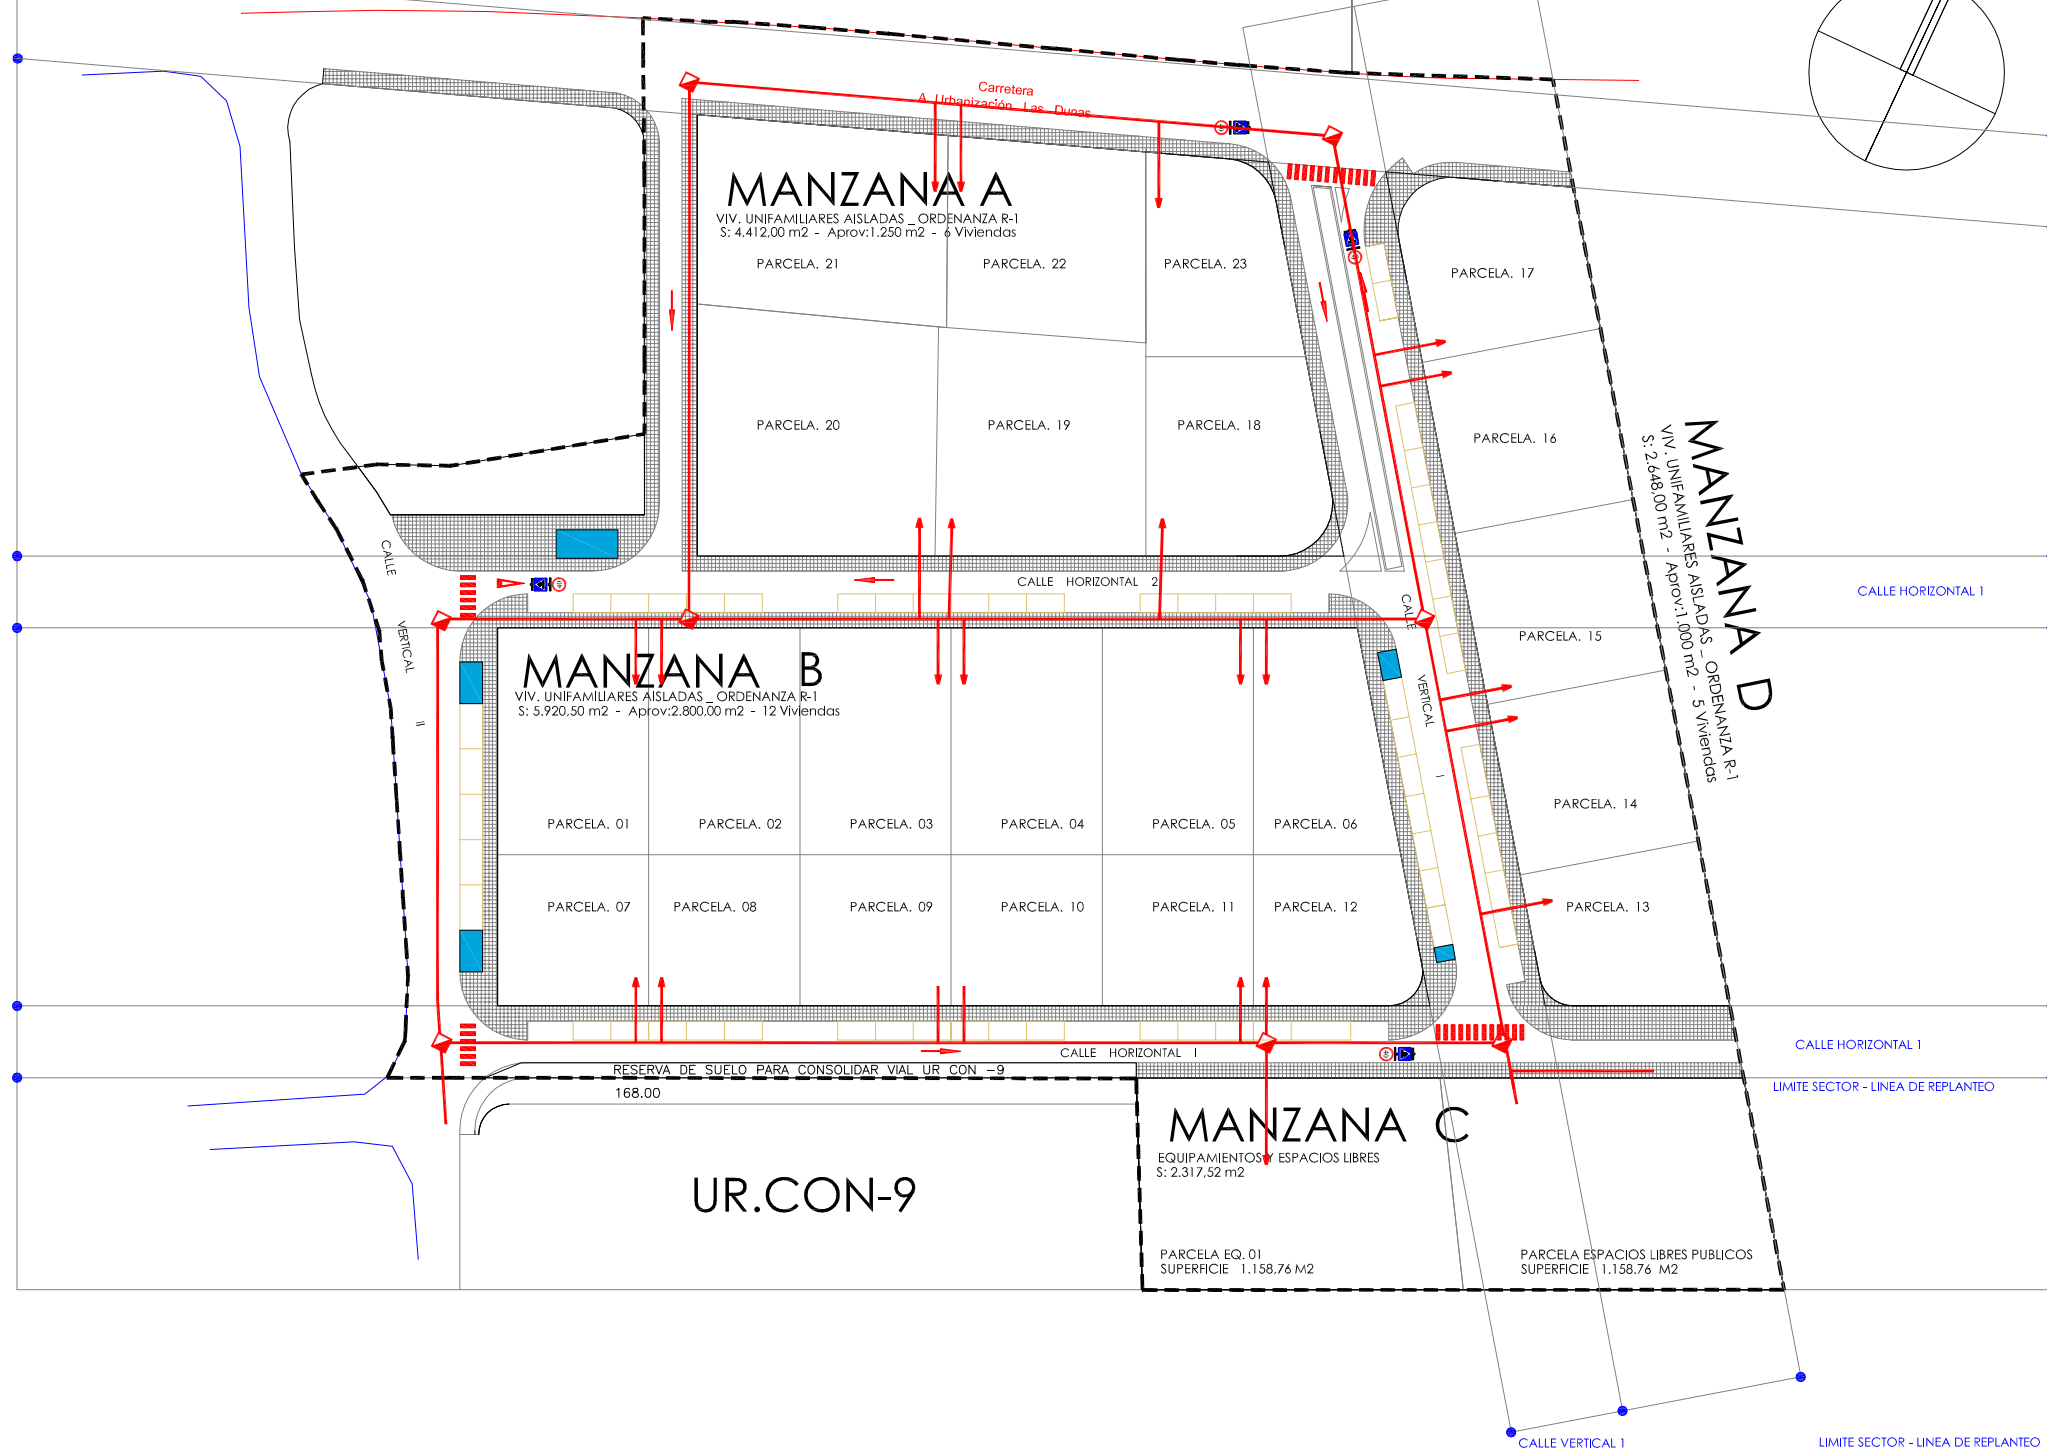 Carretera
A Urbanización Las Dunas
MANZANA A
VIV. UNIFAMILIARES AISLADAS _ ORDENANZA R-1
S: 4.412,00 m2 - Aprov:1.250 m2 - 6 Viviendas
PARCELA. 21
PARCELA. 22
PARCELA. 23
PARCELA. 17
PARCELA. 20
PARCELA. 19
PARCELA. 18
PARCELA. 16
MANZANA D
VIV. UNIFAMILIARES AISLADAS _ ORDENANZA R-1
S: 2.648,00 m2 - Aprov:1.000 m2 - 5 Viviendas
CALLE VERTICAL II
CALLE HORIZONTAL 2
CALLE HORIZONTAL 1
CALLE VERTICAL I
PARCELA. 15
MANZANA B
VIV. UNIFAMILIARES AISLADAS _ ORDENANZA R-1
S: 5.920,50 m2 - Aprov:2.800,00 m2 - 12 Viviendas
PARCELA. 14
PARCELA. 01
PARCELA. 02
PARCELA. 03
PARCELA. 04
PARCELA. 05
PARCELA. 06
PARCELA. 07
PARCELA. 08
PARCELA. 09
PARCELA. 10
PARCELA. 11
PARCELA. 12
PARCELA. 13
CALLE HORIZONTAL I
CALLE HORIZONTAL 1
RESERVA DE SUELO PARA CONSOLIDAR VIAL UR CON -9
168.00
LIMITE SECTOR - LINEA DE REPLANTEO
MANZANA C
EQUIPAMIENTOS Y ESPACIOS LIBRES
S: 2.317,52 m2
UR.CON-9
PARCELA EQ. 01
SUPERFICIE 1.158,76 M2
PARCELA ESPACIOS LIBRES PUBLICOS
SUPERFICIE 1.158.76 M2
CALLE VERTICAL 1
LIMITE SECTOR - LINEA DE REPLANTEO